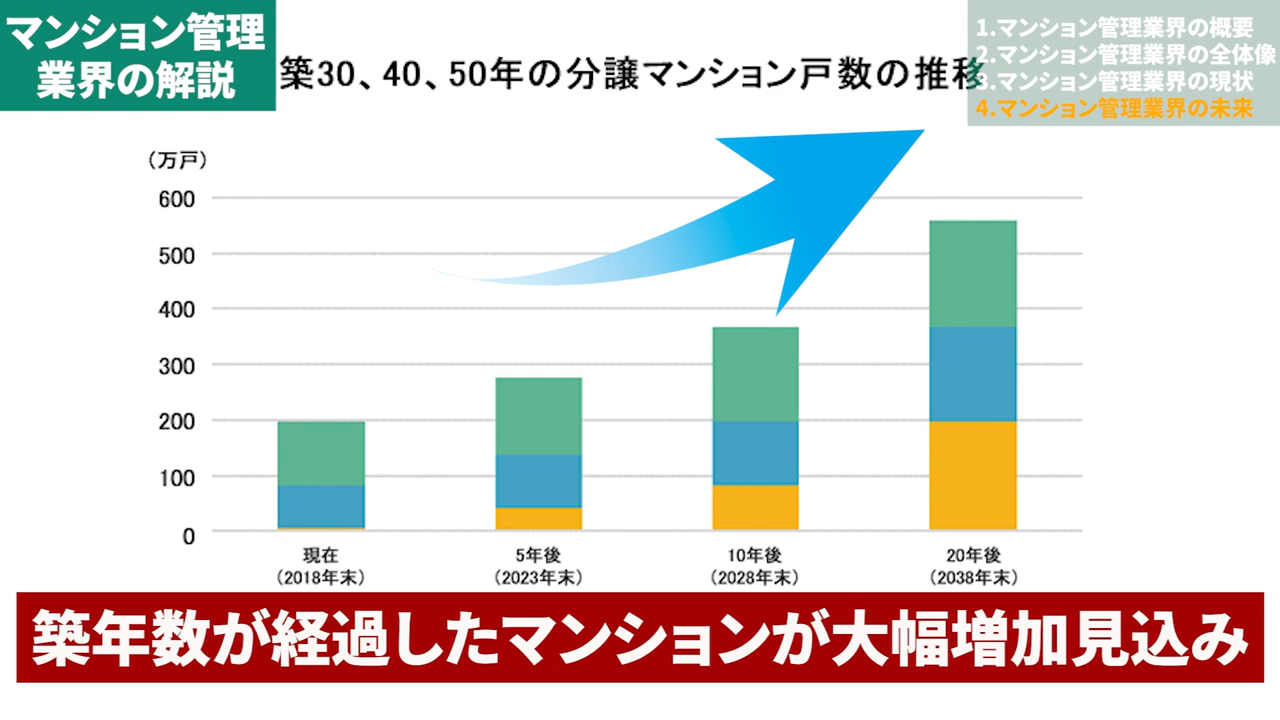 マンション管理
業界の解説
築30、40、50年の分譲マンション戸数の推移
1.マンション管理業界の概要
2.マンション管理業界の全体像
3.マンション管理業界の現状
4.マンション管理業界の未来
（万戸）
600
500
400
300
200
100
0
現在
（2018年末）
5年後
（2023年末）
10年後
（2028年末）
20年後
（2038年末）
築年数が経過したマンションが大幅増加見込み